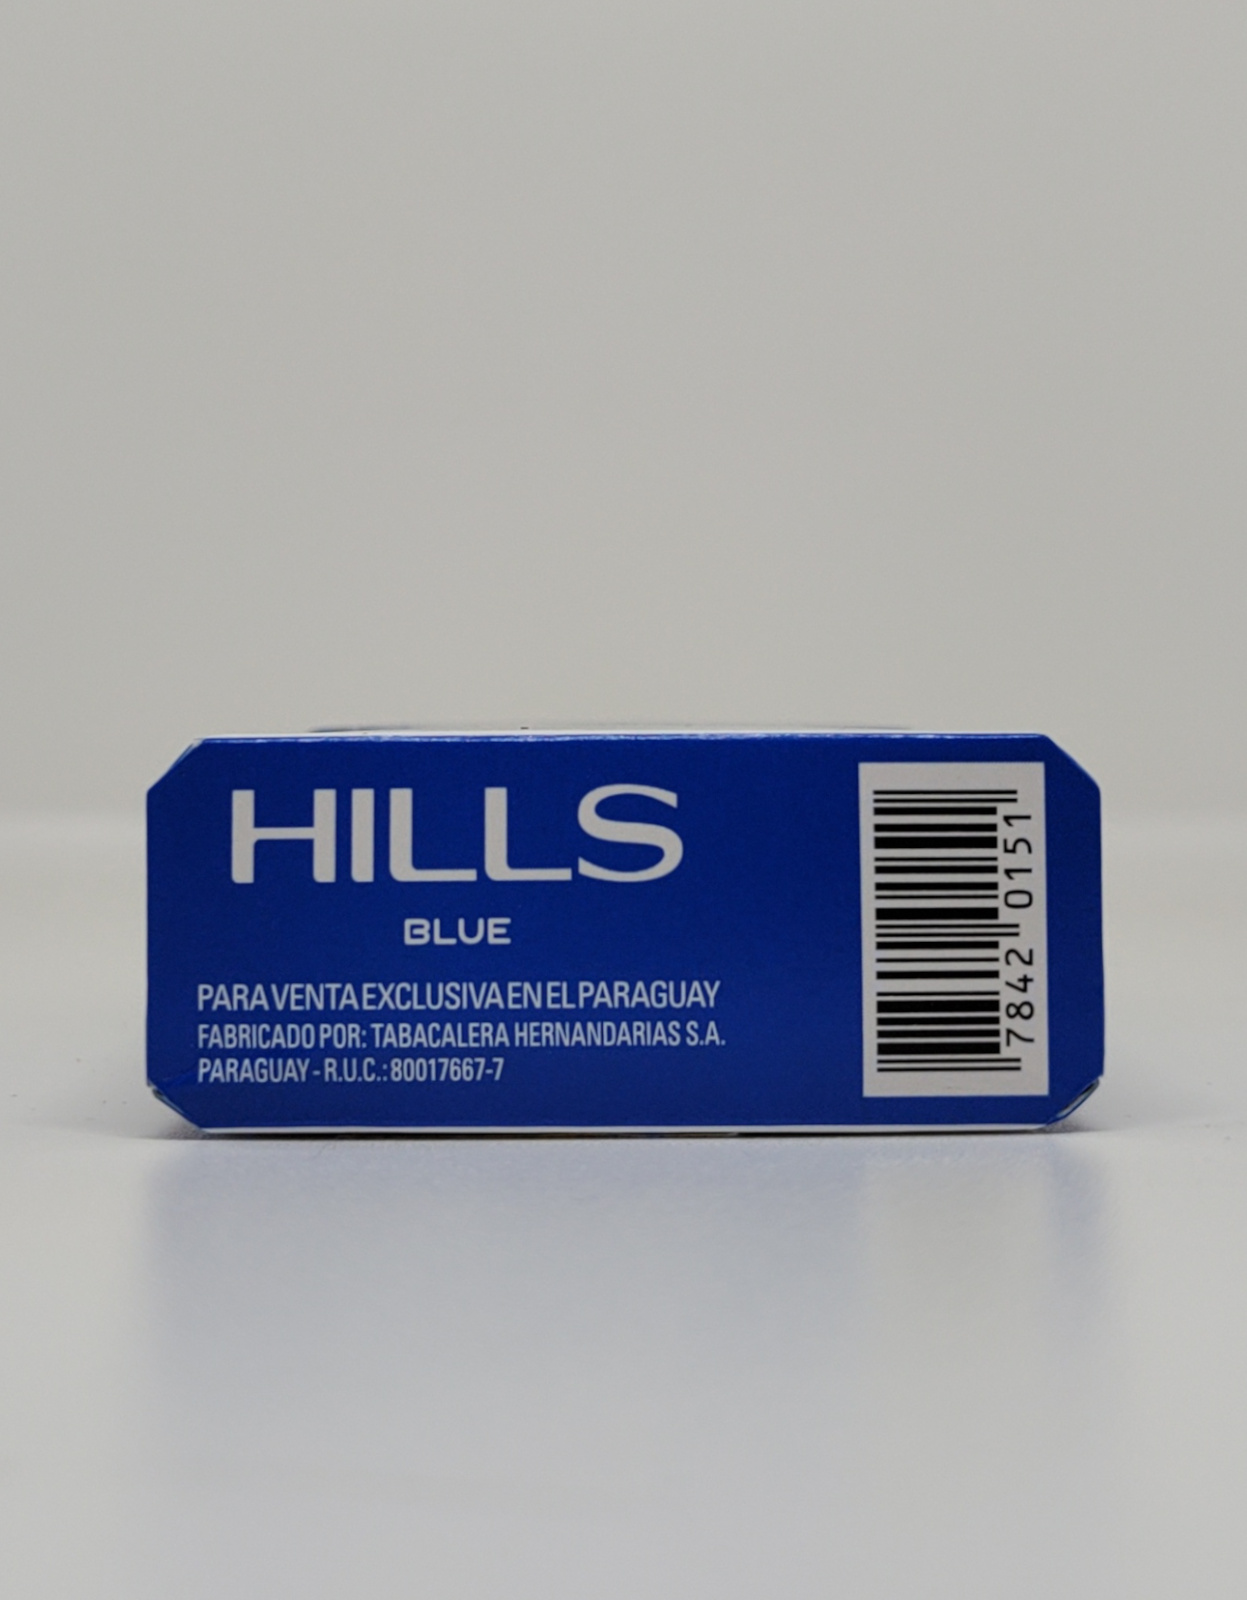 HILLS
BLUE
PARA VENTA EXCLUSIVA EN EL PARAGUAY
FABRICADO POR: TABACALERA HERNANDARIAS S.A.
PARAGUAY - R.U.C.: 80017667-7
7842 0151